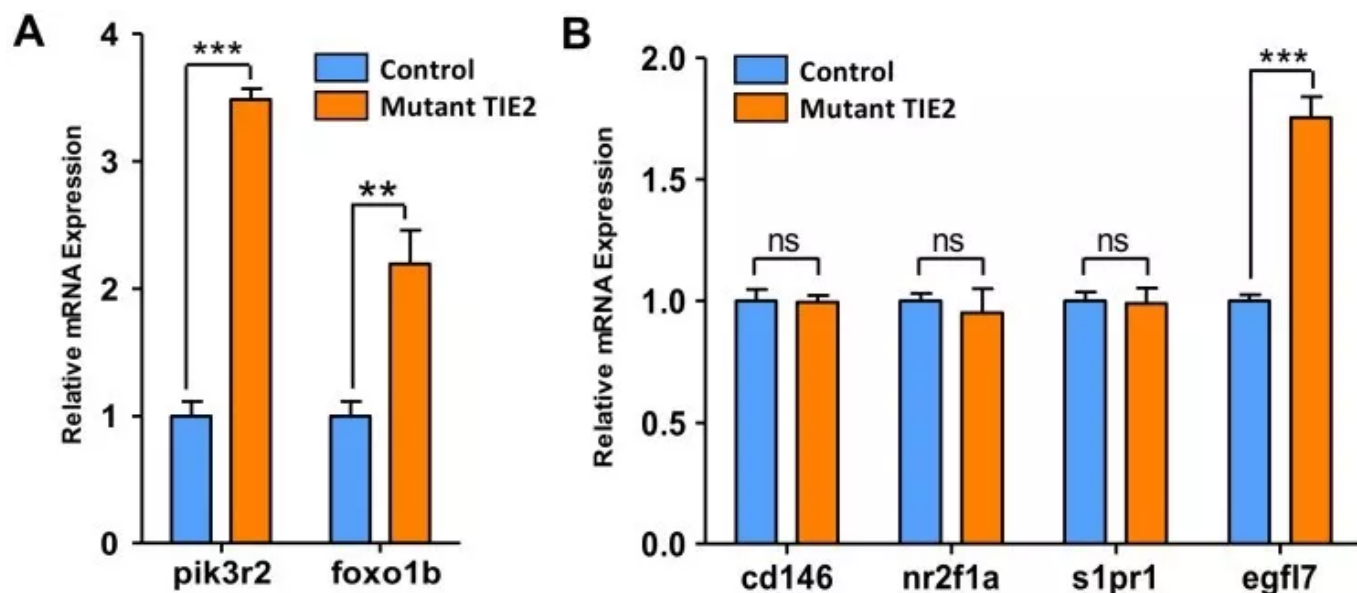 A
4
3
2
1
0
Relative mRNA Expression
***
**
Control
Mutant TIE2
pik3r2 foxo1b
B
2.0
1.5
1.0
0.5
0.0
Relative mRNA Expression
Control
Mutant TIE2
ns ns ns ***
cd146 nr2f1a s1pr1 egfl7